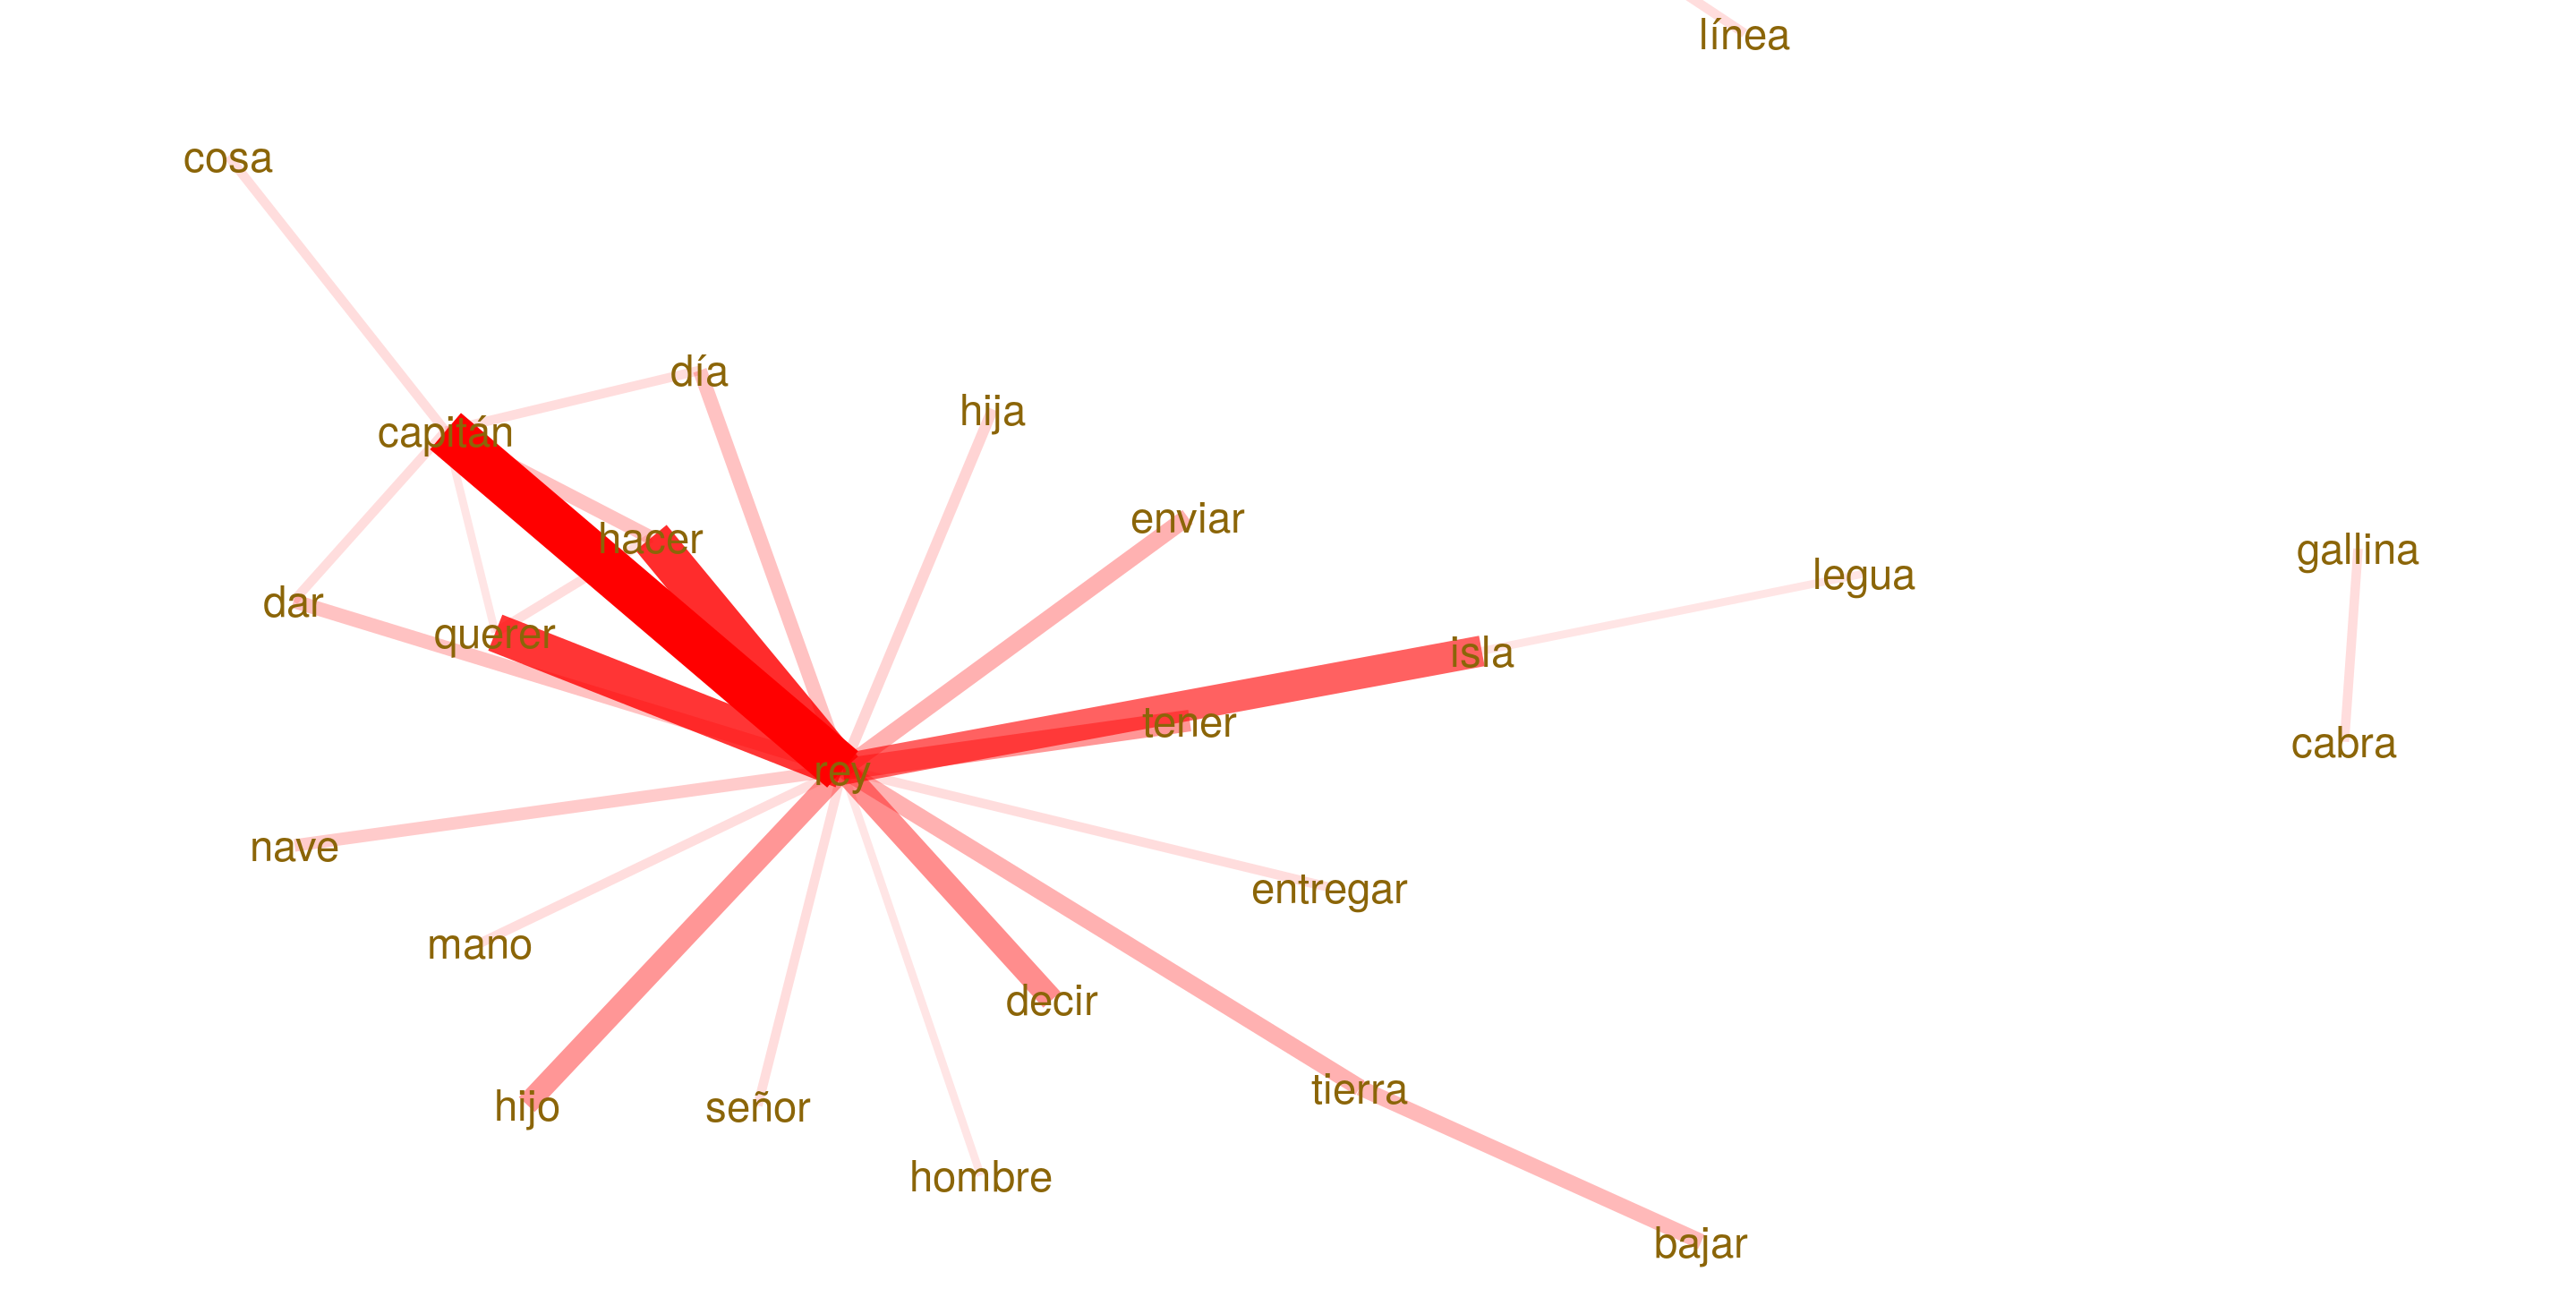 línea
cosa
día
hija
capitán
enviar
hacer
gallina
legua
dar
querer
isla
tener
cabra
rey
nave
entregar
mano
decir
tierra
hijo
señor
hombre
bajar